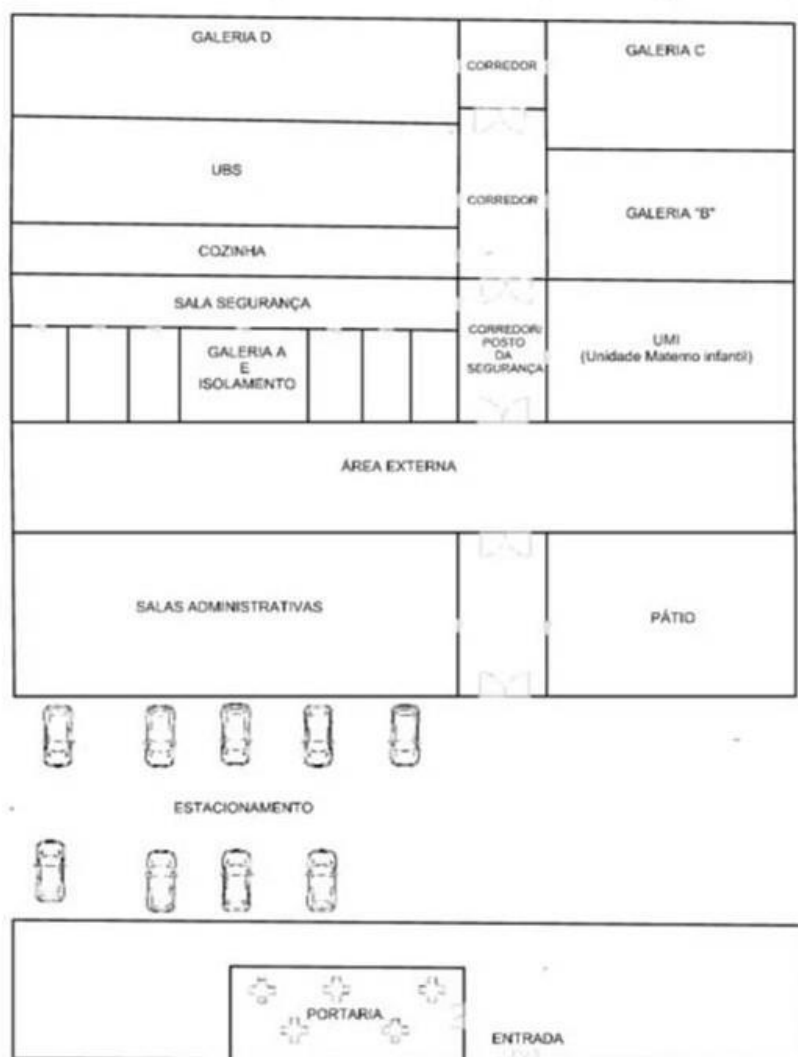 GALERIA D
CORREDOR
GALERIA C
UBS
CORREDOR
GALERIA "B"
COZINHA
SALA SEGURANÇA
GALERIA A
E
ISOLAMENTO
CORREDOR/
POSTO
DA
SEGURANÇA
UMI
(Unidade Materno infantil)
ÁREA EXTERNA
SALAS ADMINISTRATIVAS
PÁTIO
ESTACIONAMENTO
PORTARIA
ENTRADA